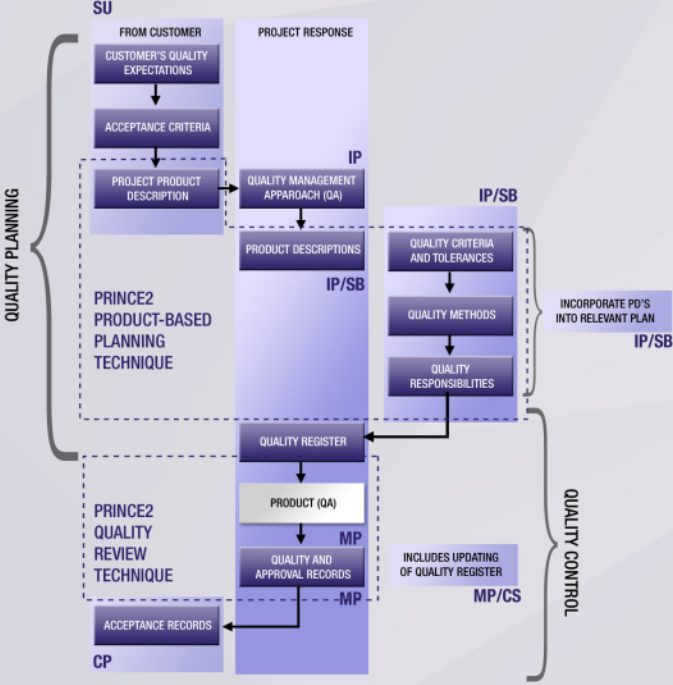 SU
FROM CUSTOMER
PROJECT RESPONSE
CUSTOMER'S QUALITY
EXPECTATIONS
ACCEPTANCE CRITERIA
IP
PROJECT PRODUCT
DESCRIPTION
QUALITY MANAGEMENT
APPAROACH (QA)
IP/SB
PRODUCT DESCRIPTIONS
IP/SB
QUALITY CRITERIA
AND TOLERANCES
QUALITY METHODS
QUALITY
RESPONSIBILITIES
INCORPORATE PD'S
INTO RELEVANT PLAN
IP/SB
QUALITY PLANNING
PRINCE2
PRODUCT-BASED
PLANNING
TECHNIQUE
QUALITY REGISTER
PRODUCT (QA)
MP
PRINCE2
QUALITY
REVIEW
TECHNIQUE
QUALITY AND
APPROVAL RECORDS
MP
INCLUDES UPDATING
OF QUALITY REGISTER
MP/CS
QUALITY CONTROL
ACCEPTANCE RECORDS
CP